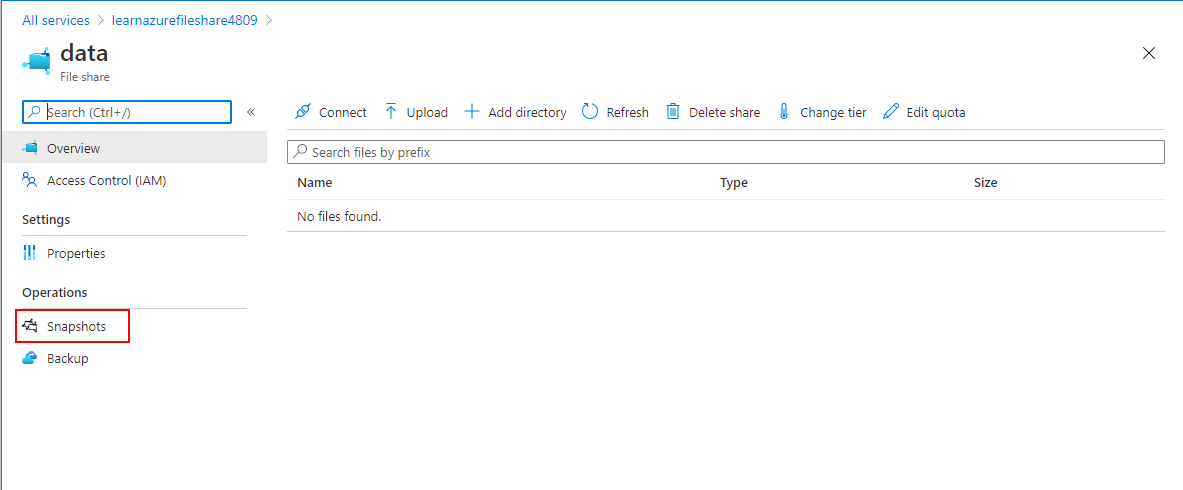 All services > learnazurefileshare4809 >
data
File share
Search (Ctrl+/)
«
Connect Upload Add directory Refresh Delete share Change tier Edit quota
Overview
Search files by prefix
Access Control (IAM)
Name Type Size
Settings
No files found.
Properties
Operations
Snapshots
Backup